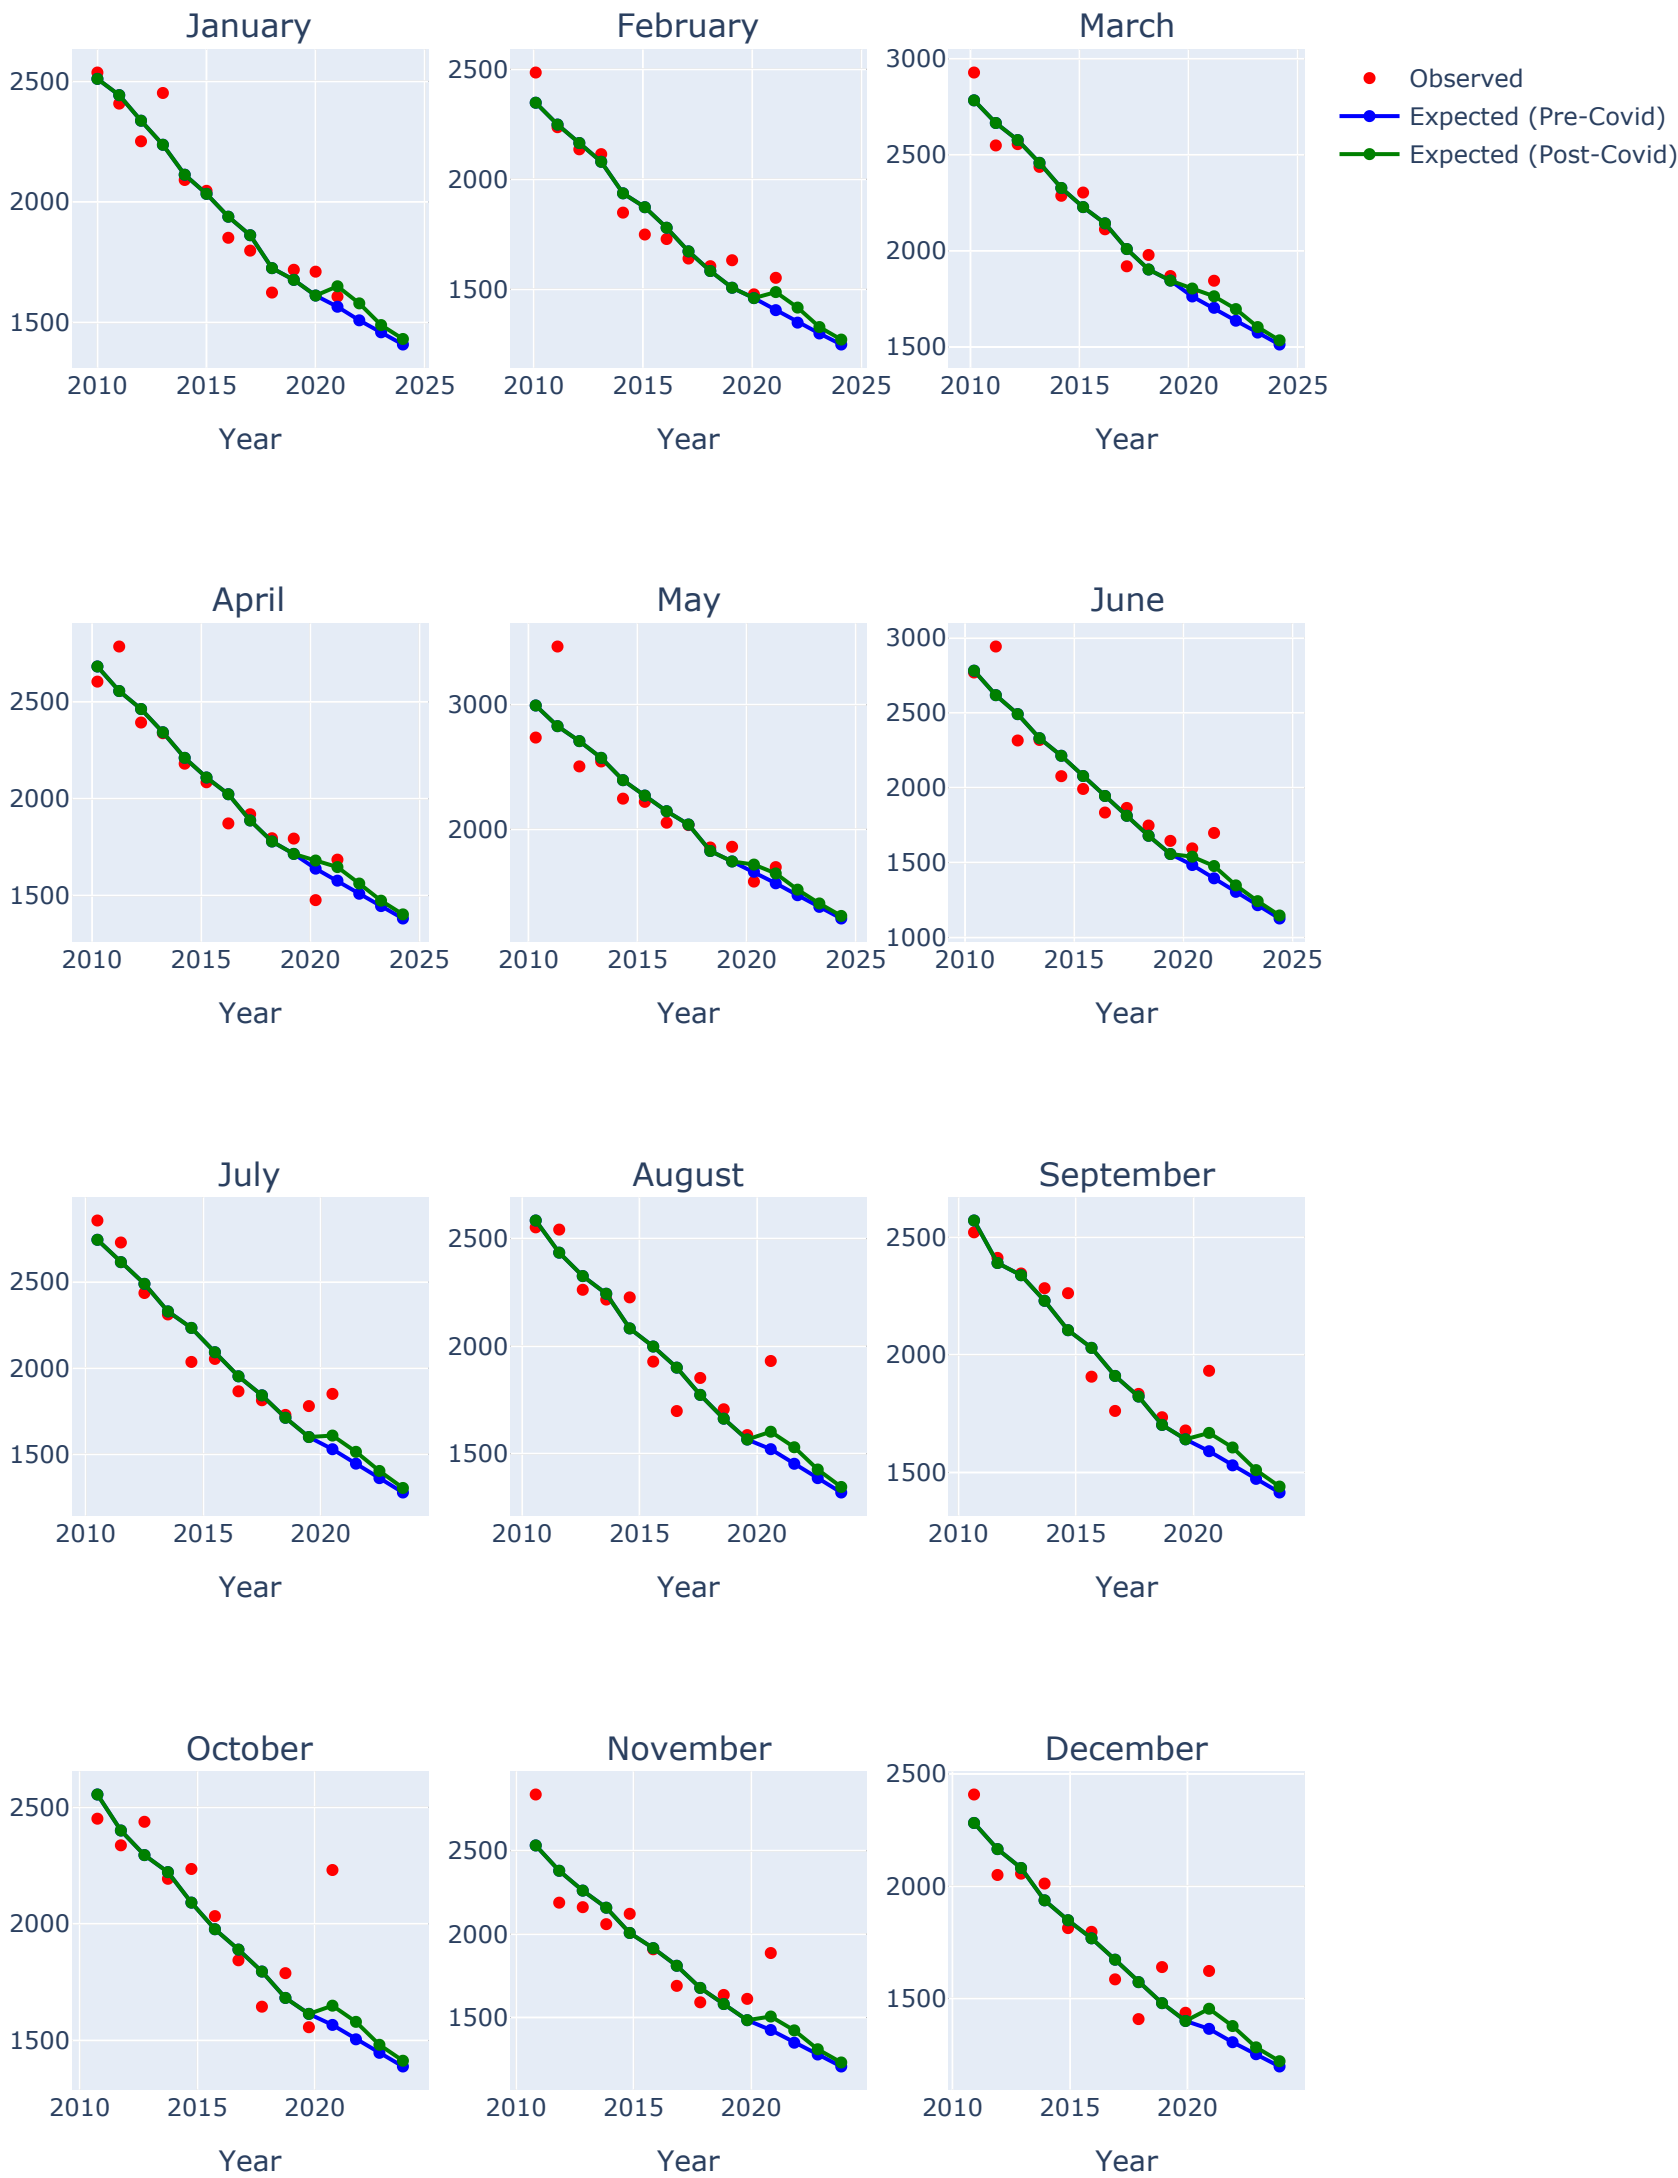 January February March
3000
2500 2500
Observed
Expected (Pre-Covid)
2500
Expected (Post-Covid)
2000 2000
2000
1500 1500
1500
2010 2015 2020 2025 2010 2015 2020 2025 2010 2015 2020 2025
Year Year Year
April May June
3000
2500 3000 2500
2000 2000 2000
1500 1500
1000
2010 2015 2020 2025 2010 2015 2020 2025 2010 2015 2020 2025
Year Year Year
July August September
2500 2500 2500
2000 2000 2000
1500 1500 1500
2010 2015 2020 2010 2015 2020 2010 2015 2020
Year Year Year
October November December
2500
2500 2500
2000 2000 2000
1500 1500 1500
2010 2015 2020 2010 2015 2020 2010 2015 2020
Year Year Year